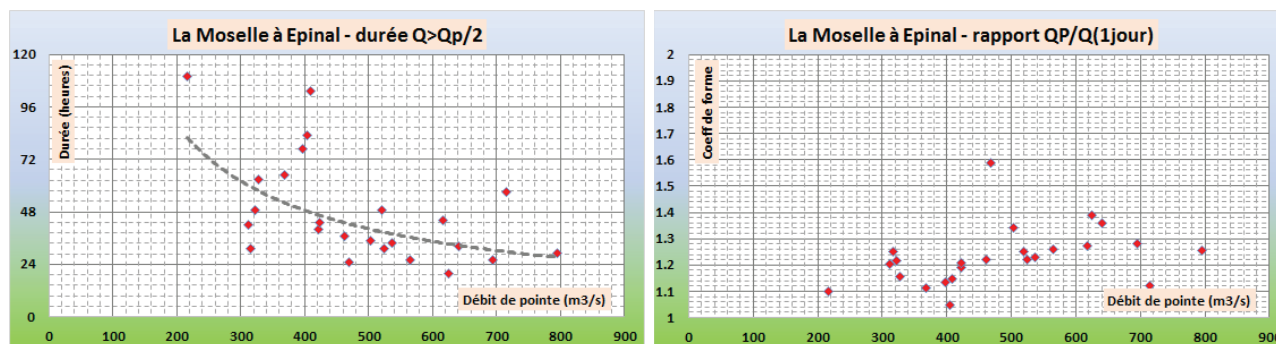 La Moselle à Epinal - durée Q>Qp/2
Durée (heures)
120
96
72
48
24
0
Débit de pointe (m3/s)
0 100 200 300 400 500 600 700 800 900
La Moselle à Epinal - rapport QP/Q(1jour)
Coeff de forme
2
1.9
1.8
1.7
1.6
1.5
1.4
1.3
1.2
1.1
1
Débit de pointe (m3/s)
0 100 200 300 400 500 600 700 800 900